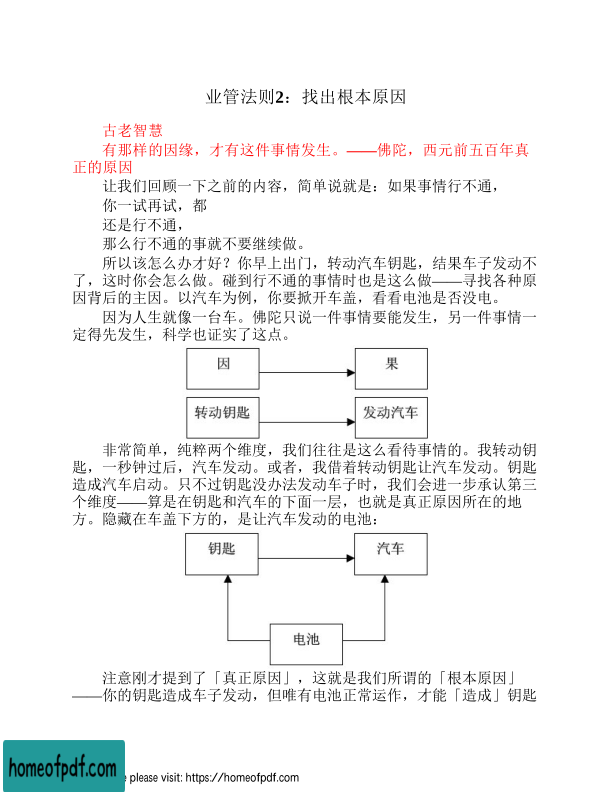 业管法则2：找出根本原因
古老智慧
有那样的因缘，才有这件事情发生。——佛陀，西元前五百年真
正的原因
让我们回顾一下之前的内容，简单说就是：如果事情行不通，
你一试再试，都
还是行不通，
那么行不通的事就不要继续做。
所以该怎么办才好？你早上出门，转动汽车钥匙，结果车子发动不
了，这时你会怎么做。碰到行不通的事情时也是这么做——寻找各种原
因背后的主因。以汽车为例，你要掀开车盖，看看电池是否没电。
因为人生就像一台车。佛陀只说一件事情要能发生，另一件事情一
定得先发生，科学也证实了这点。
因
果
转动钥匙
发动汽车
非常简单，纯粹两个维度，我们往往是这么看待事情的。我转动钥
匙，一秒钟过后，汽车发动。或者，我借着转动钥匙让汽车发动。钥匙
造成汽车启动。只不过钥匙没办法发动车子时，我们会进一步承认第三
个维度——算是在钥匙和汽车的下面一层，也就是真正原因所在的地
方。隐藏在车盖下方的，是让汽车发动的电池：
钥匙
汽车
电池
注意刚才提到了「真正原因」，这就是我们所谓的「根本原因」
——你的钥匙造成车子发动，但唯有电池正常运作，才能「造成」钥匙
homeofpdf.com
e please visit: https://homeofpdf.com